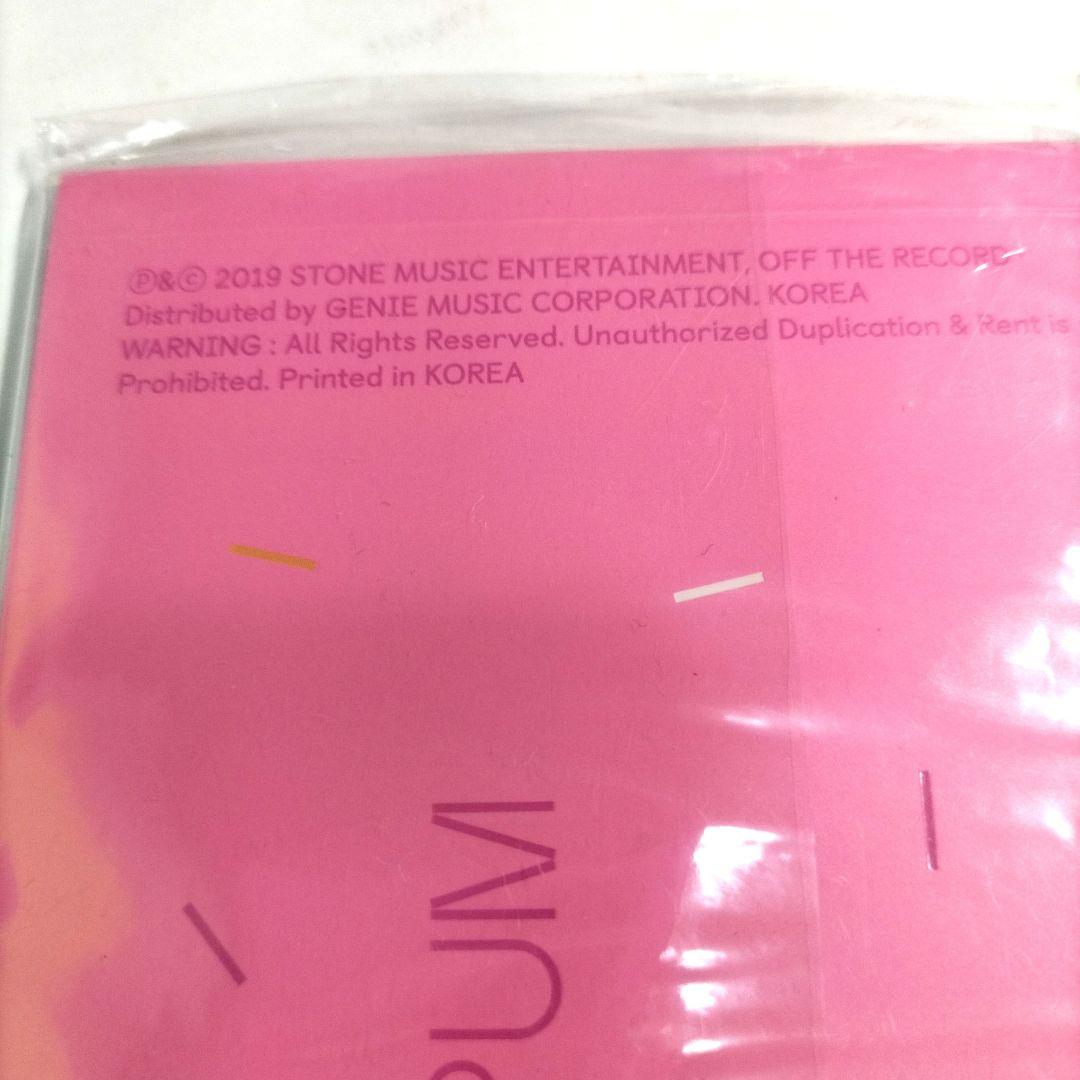 Ⓟ&ⓒ 2019 STONE MUSIC ENTERTAINMENT, OFF THE RECORD
Distributed by GENIE MUSIC CORPORATION. KOREA
WARNING : All Rights Reserved. Unauthorized Duplication & Rent is
Prohibited. Printed in KOREA
UM